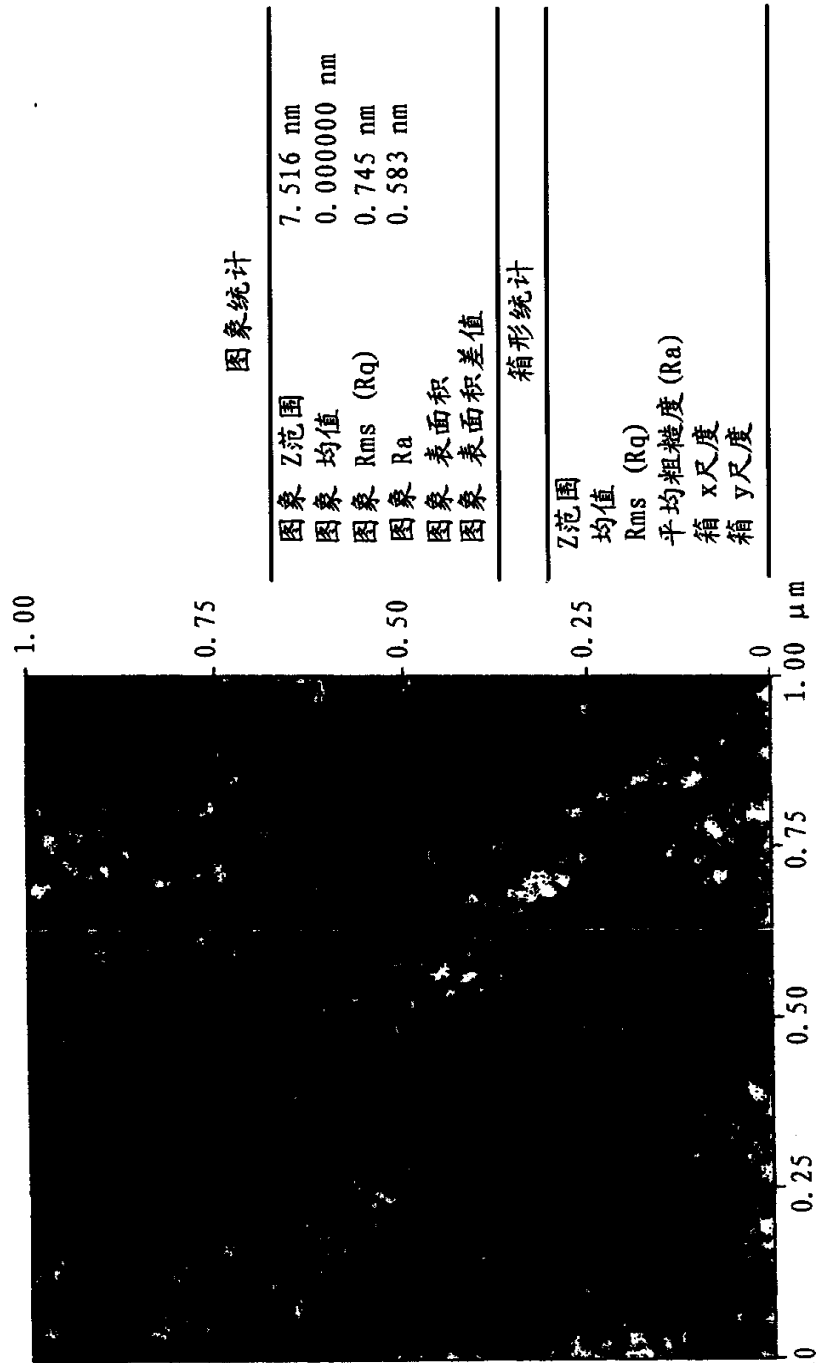 图象统计
图象 Z范围 7.516 nm
图象 均值 0.000000 nm
图象 Rms (Rq) 0.745 nm
图象 Ra 0.583 nm
图象 表面积
图象 表面积差值
箱形统计
Z范围
均值
Rms (Rq)
平均粗糙度(Ra)
箱 x尺度
箱 y尺度
1.00
0.75
0.50
0.25
0
0 0.25 0.50 0.75 1.00 μm